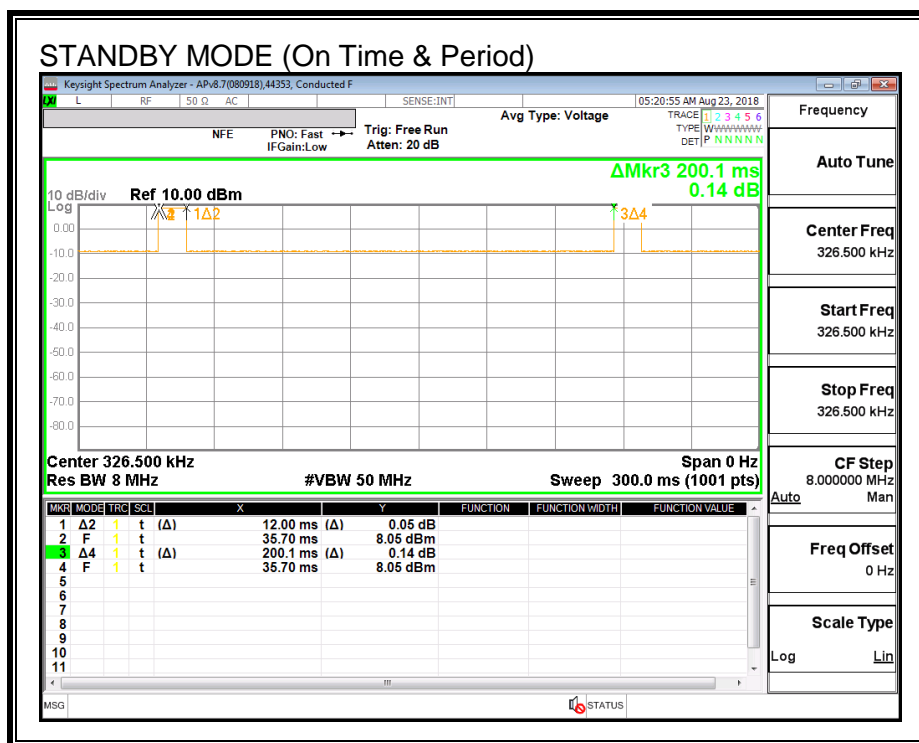 STANDBY MODE (On Time & Period)
Keysight Spectrum Analyzer - APv8.7(080918),44353, Conducted F
LXI L RF 50 Ω AC SENSE:INT 05:20:55 AM Aug 23, 2018
Avg Type: Voltage
TRACE 1 2 3 4 5 6
TYPE WWWWWW
DET P N N N N N
NFE
PNO: Fast
IFGain:Low
Trig: Free Run
Atten: 20 dB
ΔMkr3 200.1 ms
0.14 dB
10 dB/div Ref 10.00 dBm
Log
1Δ2
3Δ4
0.00
-10.0
-20.0
-30.0
-40.0
-50.0
-60.0
-70.0
-80.0
Center 326.500 kHz Span 0 Hz
Res BW 8 MHz #VBW 50 MHz Sweep 300.0 ms (1001 pts)
MKR MODE TRC SCL X Y FUNCTION FUNCTION WIDTH FUNCTION VALUE
1 Δ2 1 t (Δ) 12.00 ms (Δ) 0.05 dB
2 F 1 t 35.70 ms 8.05 dBm
3 Δ4 1 t (Δ) 200.1 ms (Δ) 0.14 dB
4 F 1 t 35.70 ms 8.05 dBm
5
6
7
8
9
10
11
MSG STATUS
Frequency
Auto Tune
Center Freq
326.500 kHz
Start Freq
326.500 kHz
Stop Freq
326.500 kHz
CF Step
8.000000 MHz
Auto Man
Freq Offset
0 Hz
Scale Type
Log Lin